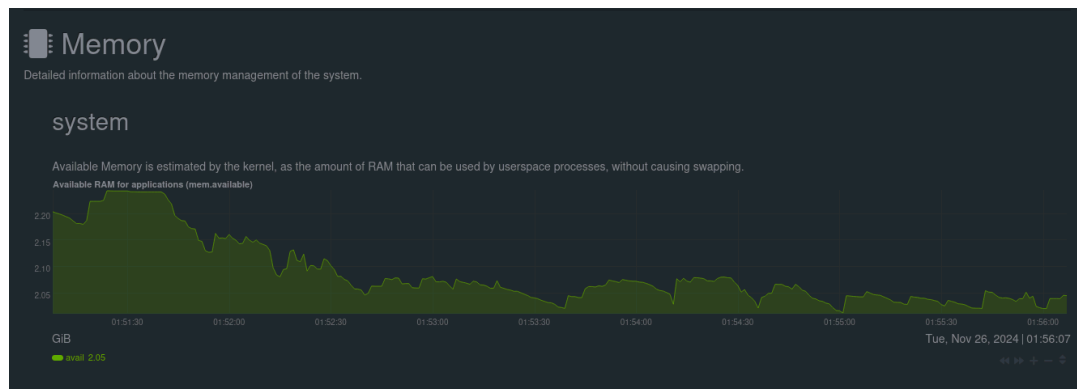 Memory
Detailed information about the memory management of the system.
system
Available Memory is estimated by the kernel, as the amount of RAM that can be used by userspace processes, without causing swapping.
Available RAM for applications (mem.available)
2.20
2.15
2.10
2.05
01:51:30 01:52:00 01:52:30 01:53:00 01:53:30 01:54:00 01:54:30 01:55:00 01:55:30 01:56:00
GiB Tue, Nov 26, 2024 | 01:56:07
avail 2.05